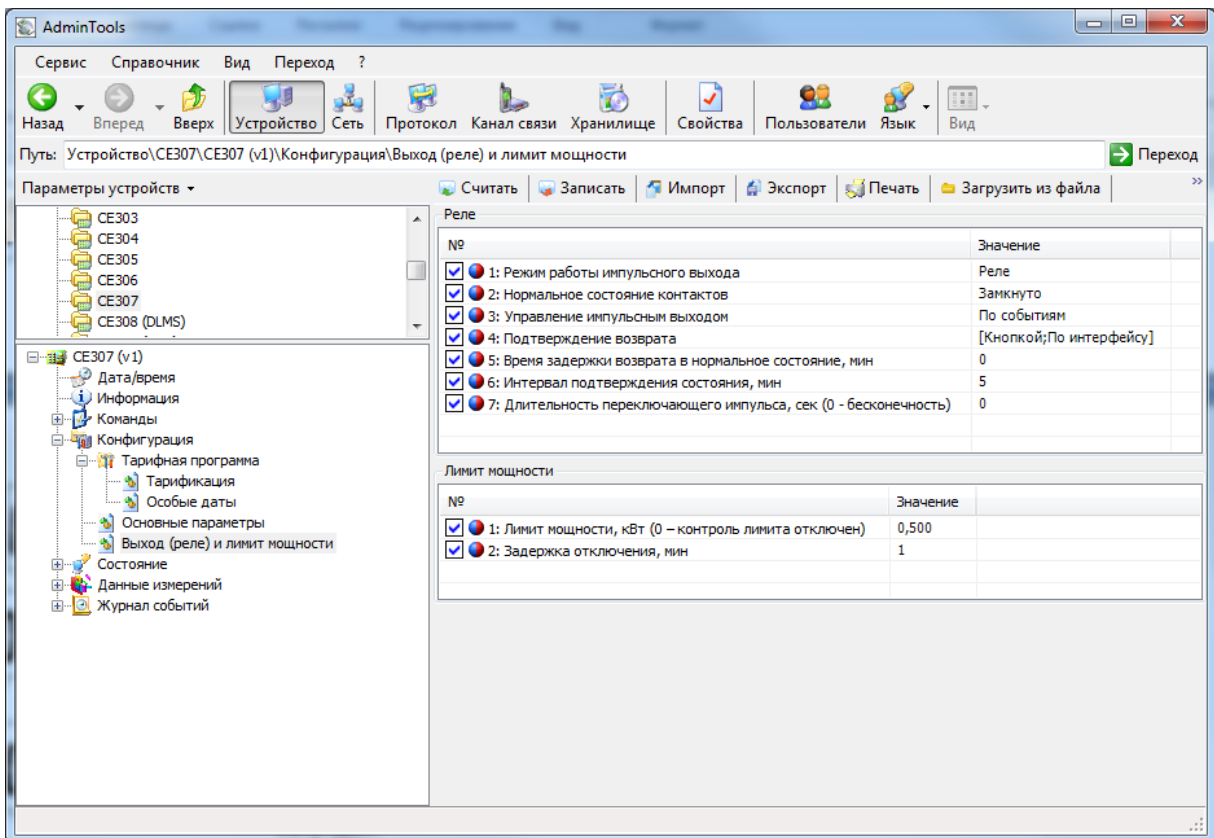 AdminTools
Сервис Справочник Вид Переход ?
Назад Вперед Вверх Устройство Сеть Протокол Канал связи Хранилище Свойства Пользователи Язык Вид
Путь: Устройство\CE307\CE307 (v1)\Конфигурация\Выход (реле) и лимит мощности Переход
Параметры устройств Считать Записать Импорт Экспорт Печать Загрузить из файла »
CE303
CE304
CE305
CE306
CE307
CE308 (DLMS)
CE307 (v1)
Дата/время
Информация
Команды
Конфигурация
Тарифная программа
Тарификация
Особые даты
Основные параметры
Выход (реле) и лимит мощности
Состояние
Данные измерений
Журнал событий
Реле
№ Значение
1: Режим работы импульсного выхода Реле
2: Нормальное состояние контактов Замкнуто
3: Управление импульсным выходом По событиям
4: Подтверждение возврата [Кнопкой;По интерфейсу]
5: Время задержки возврата в нормальное состояние, мин 0
6: Интервал подтверждения состояния, мин 5
7: Длительность переключающего импульса, сек (0 - бесконечность) 0
Лимит мощности
№ Значение
1: Лимит мощности, кВт (0 – контроль лимита отключен) 0,500
2: Задержка отключения, мин 1